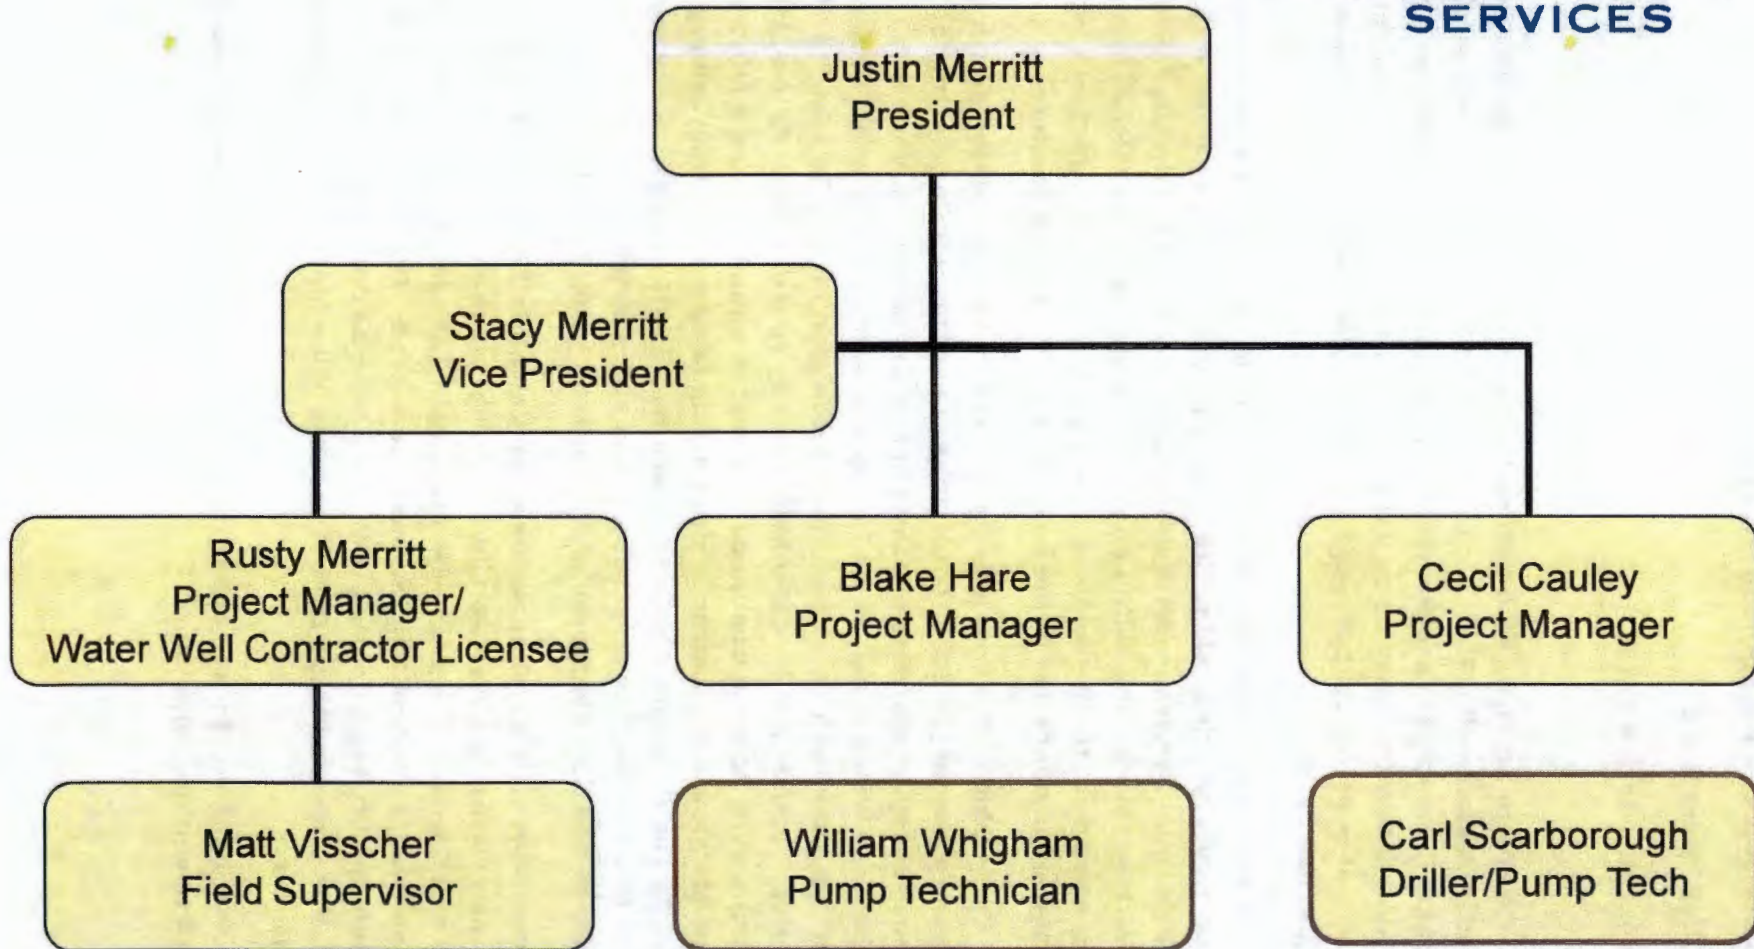 SERVICES
Justin Merritt
President
Stacy Merritt
Vice President
Rusty Merritt
Project Manager/
Water Well Contractor Licensee
Blake Hare
Project Manager
Cecil Cauley
Project Manager
Matt Visscher
Field Supervisor
William Whigham
Pump Technician
Carl Scarborough
Driller/Pump Tech